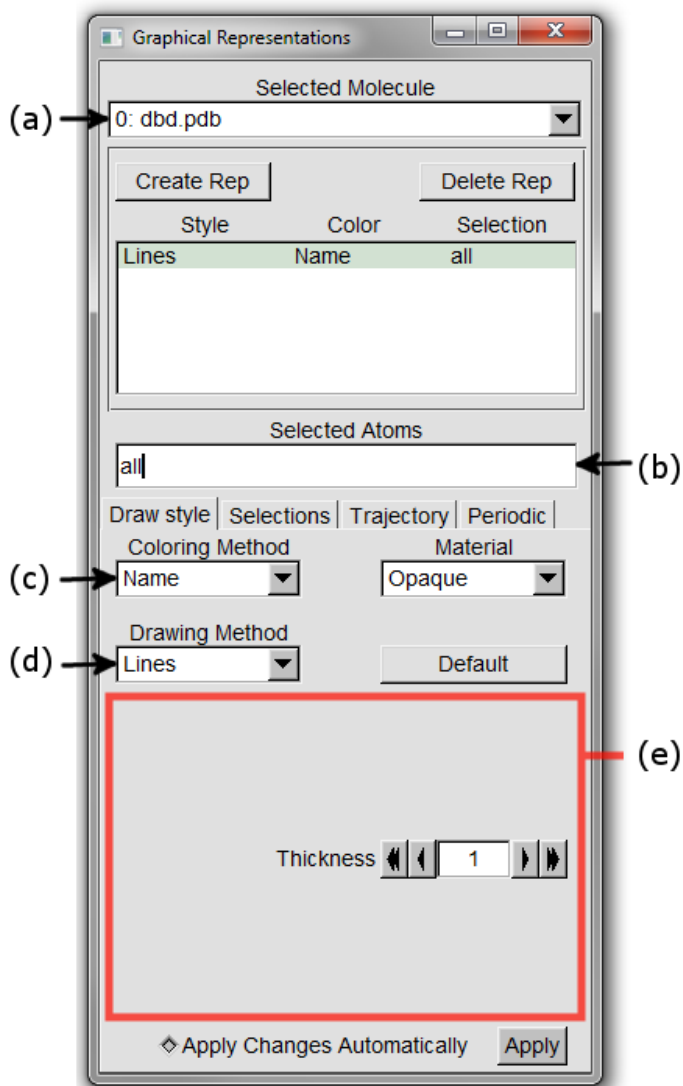 Graphical Representations
Selected Molecule
(a) 0: dbd.pdb
Create Rep Delete Rep
Style Color Selection
Lines Name all
Selected Atoms
all (b)
Draw style Selections Trajectory Periodic
Coloring Method Material
(c) Name Opaque
Drawing Method
(d) Lines Default
(e)
Thickness 1
Apply Changes Automatically Apply